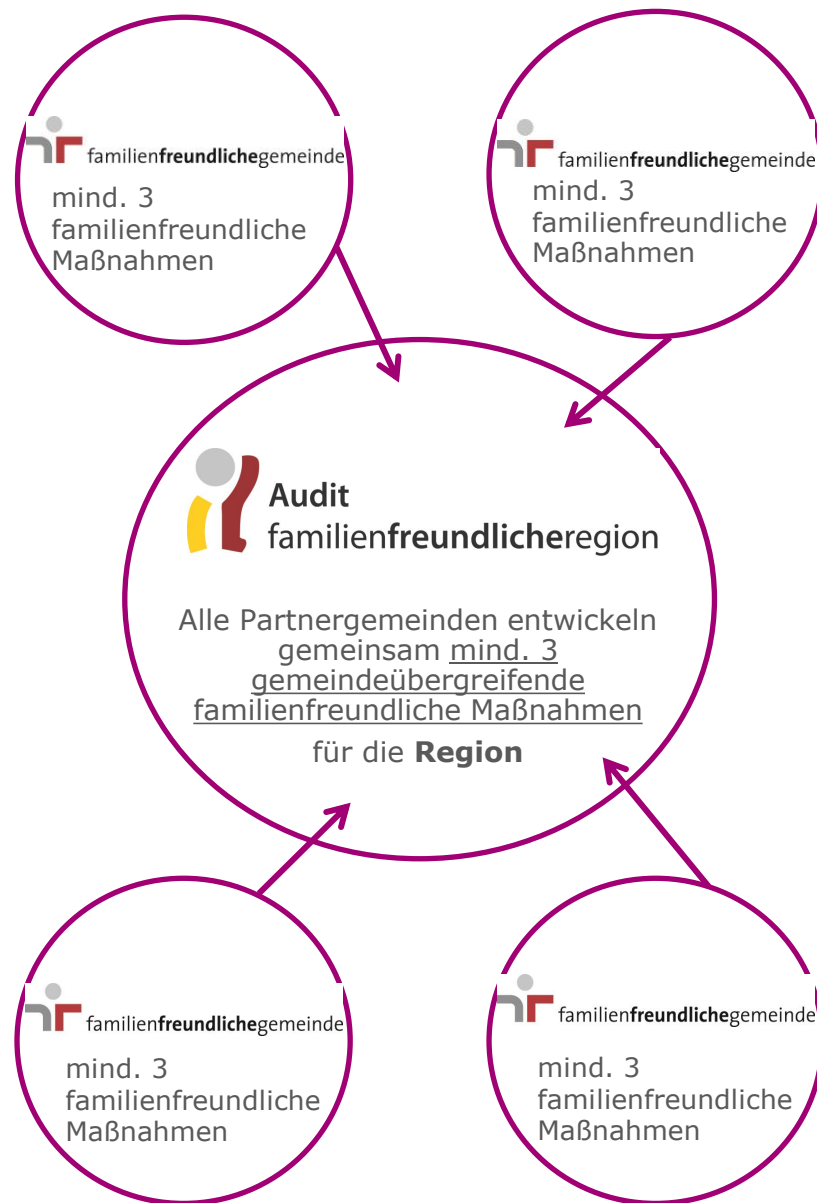 familienfreundlichegemeinde
mind. 3
familienfreundliche
Maßnahmen
familienfreundlichegemeinde
mind. 3
familienfreundliche
Maßnahmen
Audit
familienfreundlicheregion
Alle Partnergemeinden entwickeln
gemeinsam mind. 3
gemeindeübergreifende
familienfreundliche Maßnahmen
für die Region
familienfreundlichegemeinde
mind. 3
familienfreundliche
Maßnahmen
familienfreundlichegemeinde
mind. 3
familienfreundliche
Maßnahmen